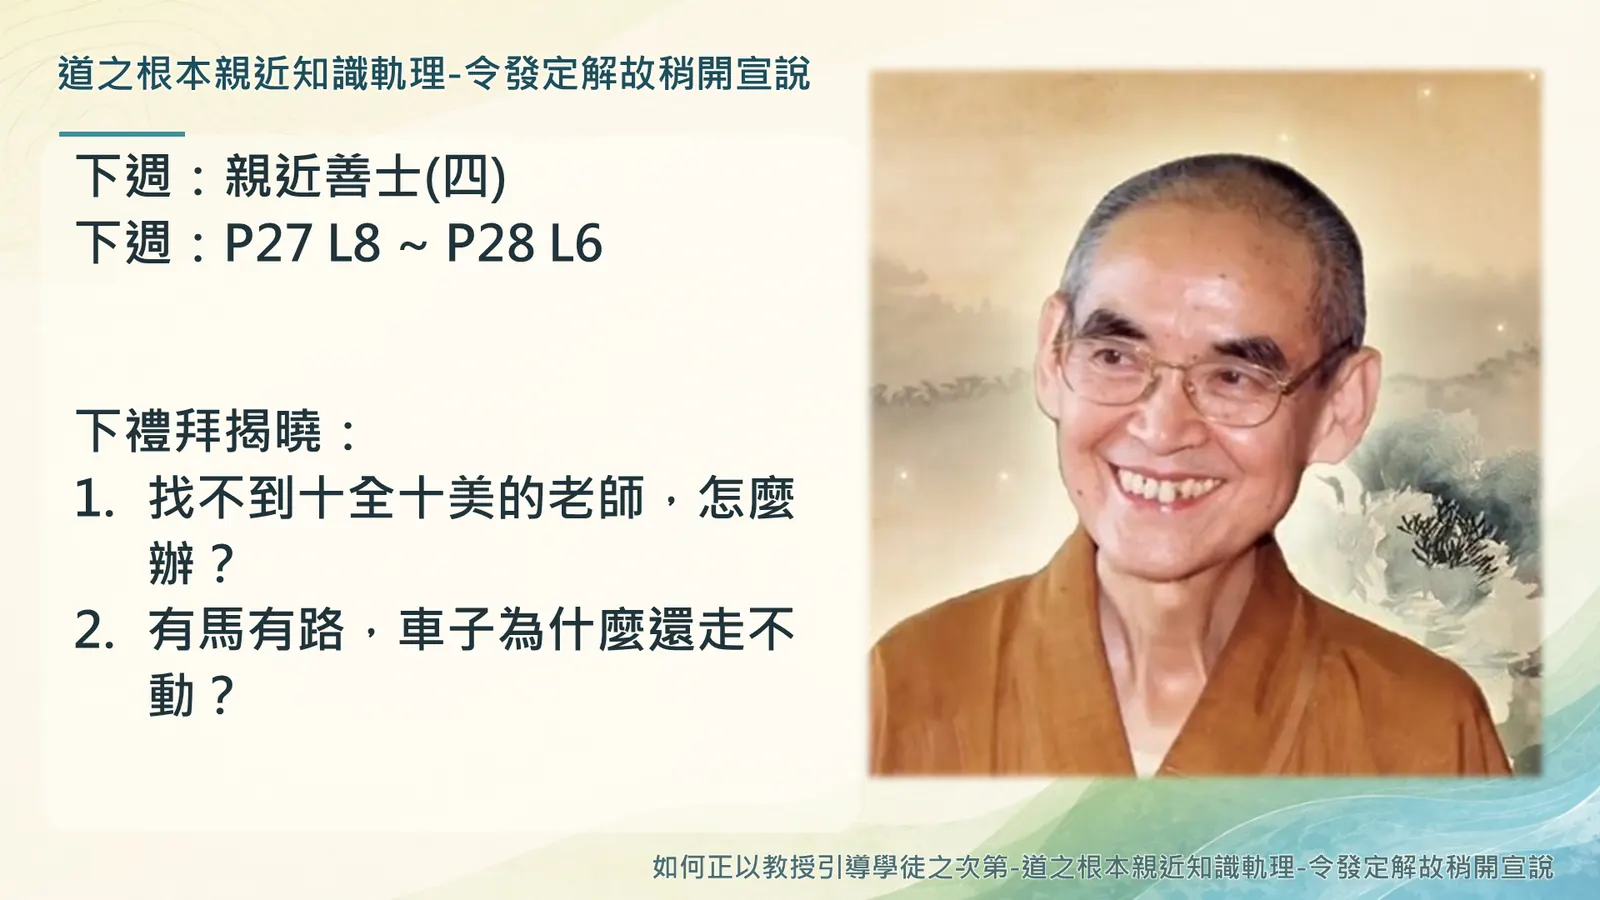 道之根本親近知識軌理-令發定解故稍開宣說
下週：親近善士(四)
下週：P27 L8 ~ P28 L6
下禮拜揭曉：
1. 找不到十全十美的老師，怎麼
辦？
2. 有馬有路，車子為什麼還走不
動？
如何正以教授引導學徒之次第-道之根本親近知識軌理-令發定解故稍開宣說